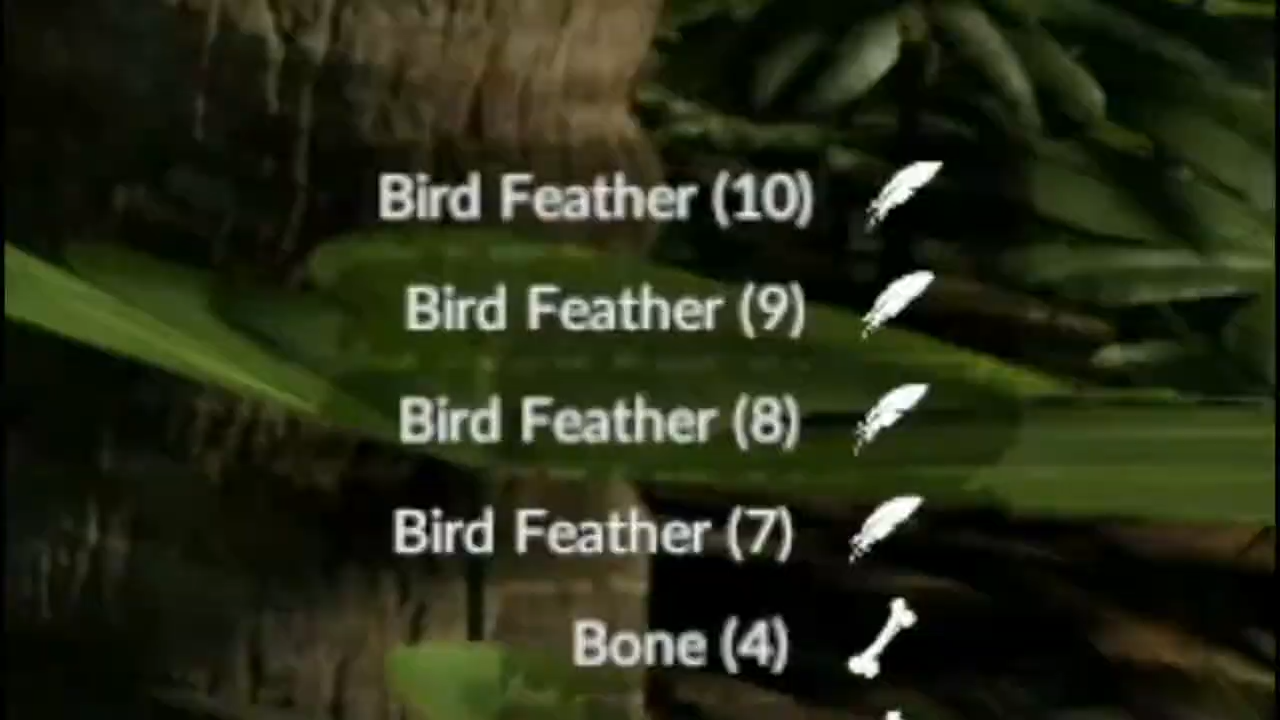 Bird Feather (10)
Bird Feather (9)
Bird Feather (8)
Bird Feather (7)
Bone (4)